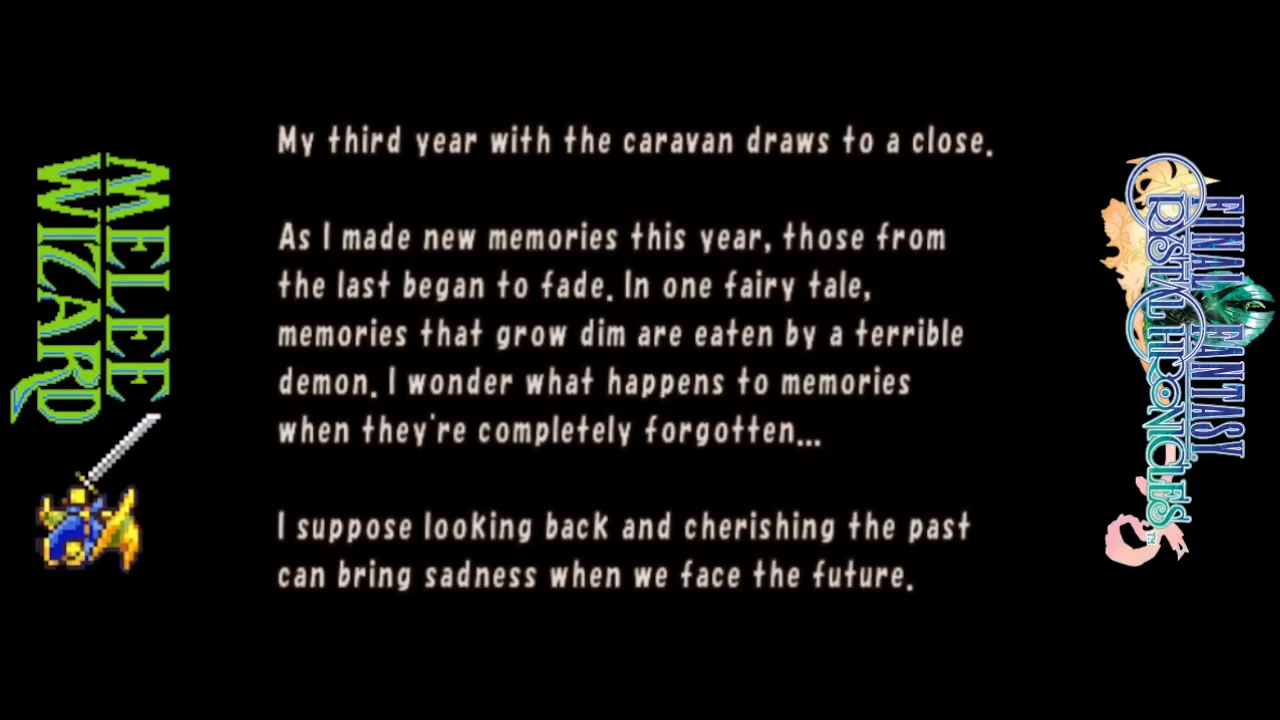 MELEE
WIZARD
My third year with the caravan draws to a close.
As I made new memories this year, those from
the last began to fade. In one fairy tale,
memories that grow dim are eaten by a terrible
demon. I wonder what happens to memories
when they're completely forgotten...
I suppose looking back and cherishing the past
can bring sadness when we face the future.
FINAL FANTASY
CRYSTAL CHRONICLES™